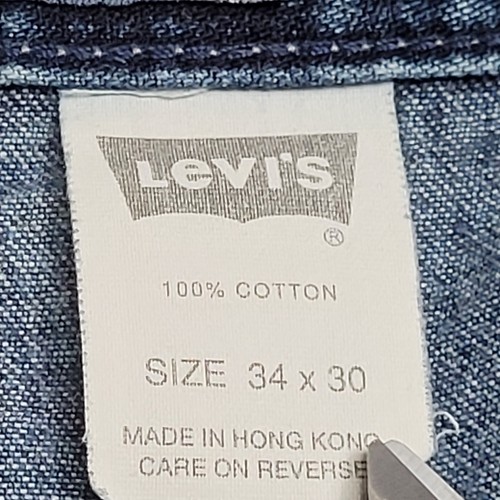 Levi's
®
100% COTTON
SIZE 34 x 30
MADE IN HONG KONG
CARE ON REVERSE